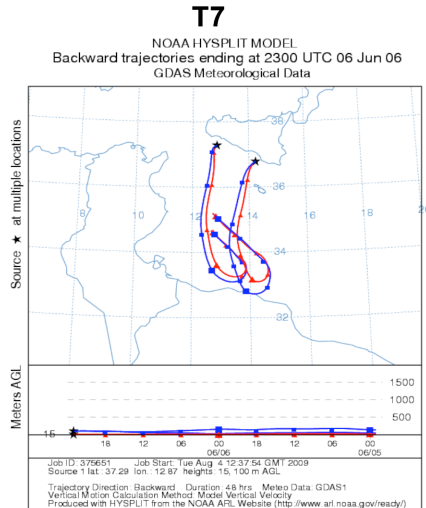 T7
NOAA HYSPLIT MODEL
Backward trajectories ending at 2300 UTC 06 Jun 06
GDAS Meteorological Data
Source ★ at multiple locations
38
36
8 10 12 14 16 18 2
34
32
Meters AGL
1500
1000
500
15
18 12 06 00 18 12 06 00
06/06 06/05
Job ID: 375651 Job Start: Tue Aug 4 12:37:54 GMT 2009
Source 1 lat.: 37.29 lon.: 12.87 heights: 15, 100 m AGL
Trajectory Direction: Backward Duration: 48 hrs Meteo Data: GDAS1
Vertical Motion Calculation Method: Model Vertical Velocity
Produced with HYSPLIT from the NOAA ARL Website (http://www.arl.noaa.gov/ready/)